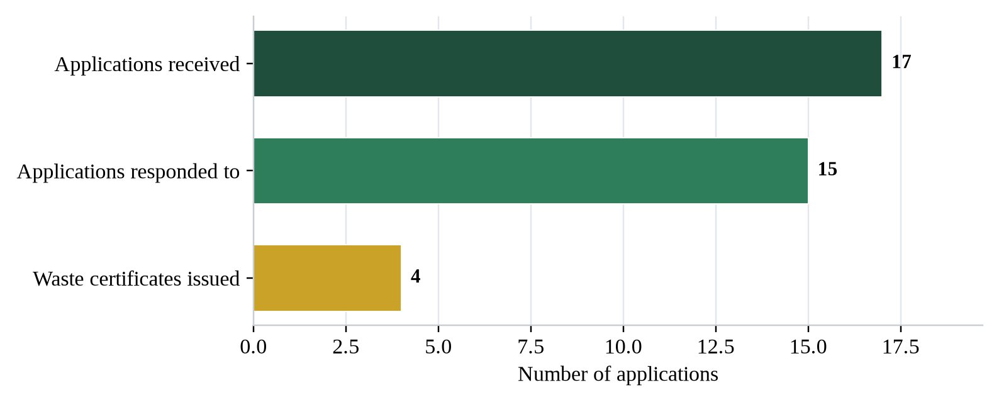 Applications received
17
Applications responded to
15
Waste certificates issued
4
0.0 2.5 5.0 7.5 10.0 12.5 15.0 17.5
Number of applications